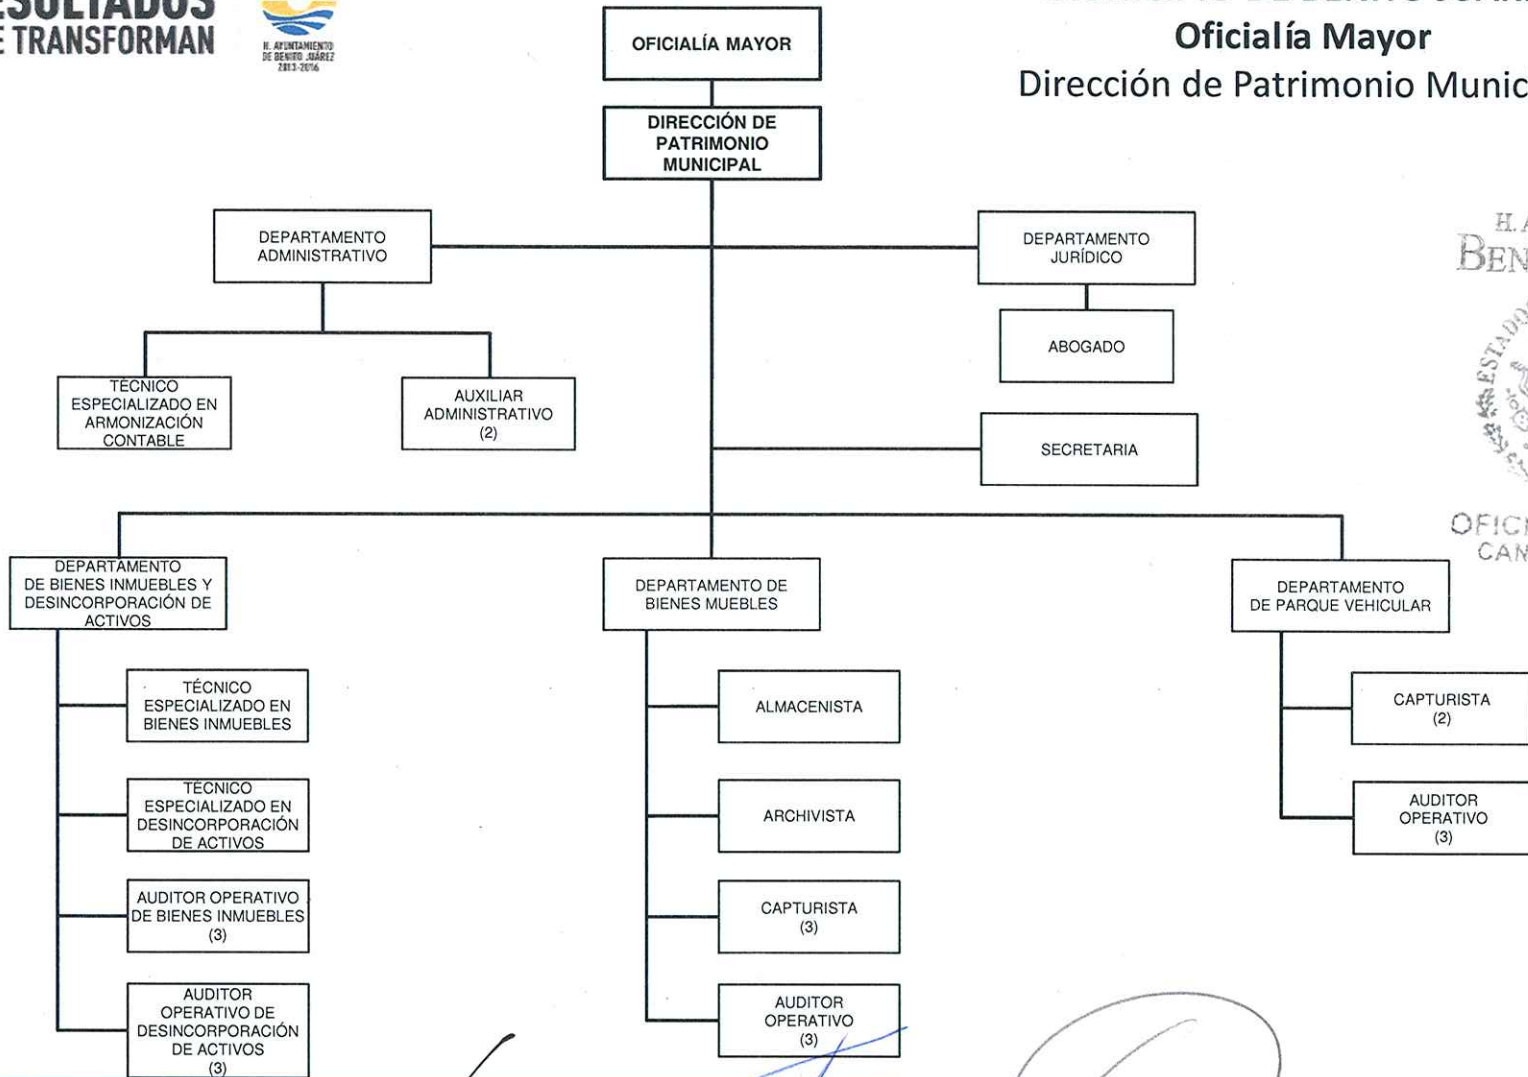 DE TRANSFORMAN
H. AYUNTAMIENTO
DE BENITO JUÁREZ
2013-2016
Oficialía Mayor
Dirección de Patrimonio
OFICIALÍA MAYOR
DIRECCIÓN DE
PATRIMONIO
MUNICIPAL
DEPARTAMENTO
ADMINISTRATIVO
DEPARTAMENTO
JURÍDICO
ABOGADO
TÉCNICO
ESPECIALIZADO EN
ARMONIZACIÓN
CONTABLE
AUXILIAR
ADMINISTRATIVO
(2)
SECRETARIA
DEPARTAMENTO
DE BIENES INMUEBLES Y
DESINCORPORACIÓN DE
ACTIVOS
DEPARTAMENTO DE
BIENES MUEBLES
DEPARTAMENTO
DE PARQUE VEHICULAR
TÉCNICO
ESPECIALIZADO EN
BIENES INMUEBLES
TÉCNICO
ESPECIALIZADO EN
DESINCORPORACIÓN
DE ACTIVOS
AUDITOR OPERATIVO
DE BIENES INMUEBLES
(3)
AUDITOR
OPERATIVO DE
DESINCORPORACIÓN
DE ACTIVOS
(3)
ALMACENISTA
ARCHIVISTA
CAPTURISTA
(3)
AUDITOR
OPERATIVO
(3)
CAPTURISTA
(2)
AUDITOR
OPERATIVO
(3)